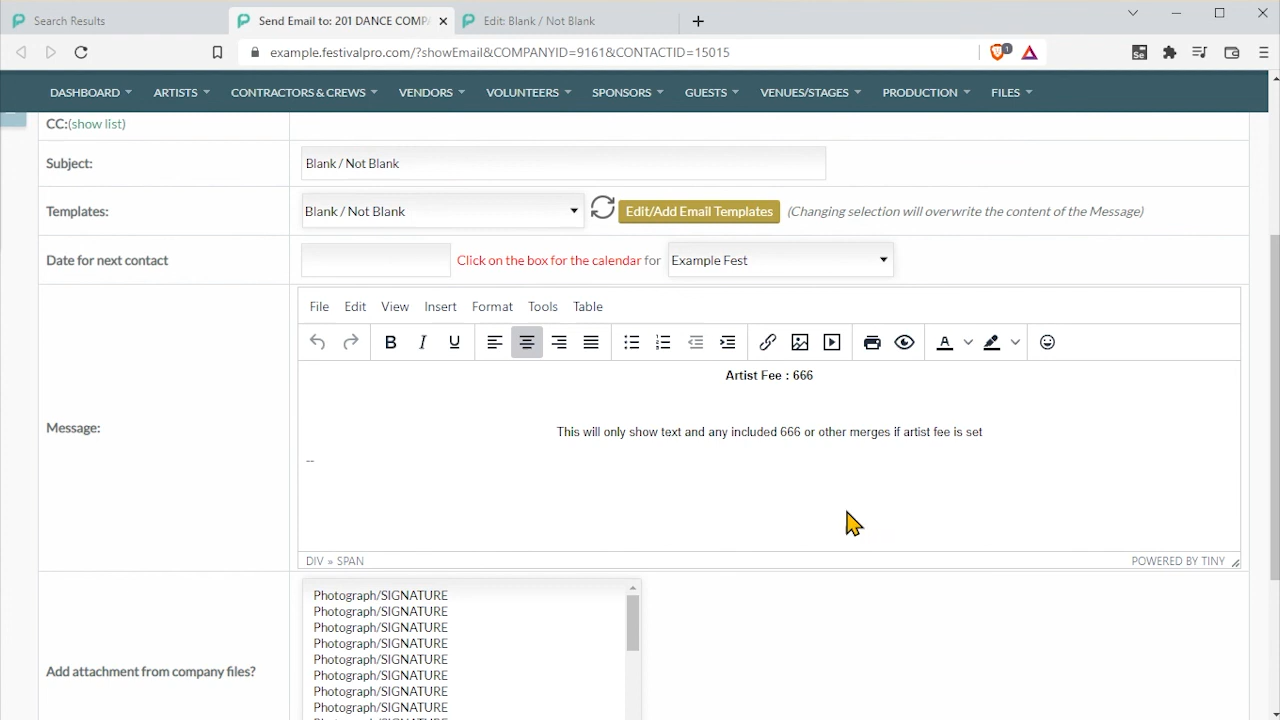 Search Results
Send Email to: 201 DANCE COMPA
Edit: Blank / Not Blank
example.festivalpro.com/?showEmail&COMPANYID=9161&CONTACTID=15015
1
Se
DASHBOARD ARTISTS CONTRACTORS & CREWS VENDORS VOLUNTEERS SPONSORS GUESTS VENUES/STAGES PRODUCTION FILES
CC:(show list)
Subject: Blank / Not Blank
Templates: Blank / Not Blank Edit/Add Email Templates (Changing selection will overwrite the content of the Message)
Date for next contact Click on the box for the calendar for Example Fest
File Edit View Insert Format Tools Table
B I U A
Artist Fee : 666
Message:
This will only show text and any included 666 or other merges if artist fee is set
--
DIV » SPAN POWERED BY TINY
Photograph/SIGNATURE
Photograph/SIGNATURE
Photograph/SIGNATURE
Photograph/SIGNATURE
Photograph/SIGNATURE
Add attachment from company files? Photograph/SIGNATURE
Photograph/SIGNATURE
Photograph/SIGNATURE